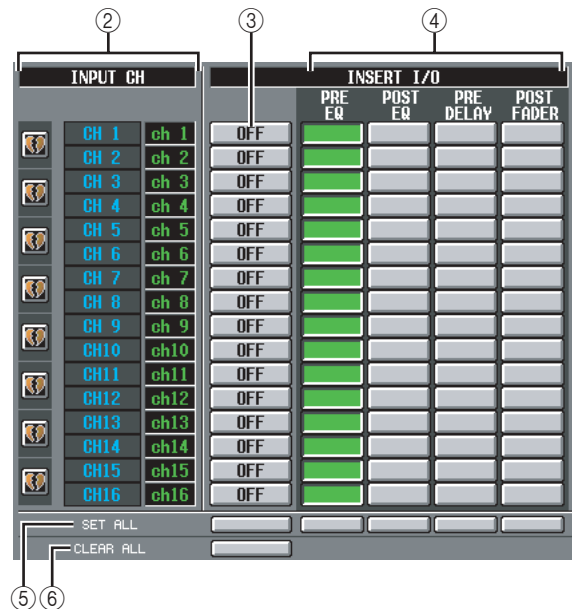 ② ③ ④
INPUT CH INSERT I/O
PRE EQ POST EQ PRE DELAY POST FADER
CH 1 ch 1 OFF
CH 2 ch 2 OFF
CH 3 ch 3 OFF
CH 4 ch 4 OFF
CH 5 ch 5 OFF
CH 6 ch 6 OFF
CH 7 ch 7 OFF
CH 8 ch 8 OFF
CH 9 ch 9 OFF
CH10 ch10 OFF
CH11 ch11 OFF
CH12 ch12 OFF
CH13 ch13 OFF
CH14 ch14 OFF
CH15 ch15 OFF
CH16 ch16 OFF
SET ALL
CLEAR ALL
⑤ ⑥